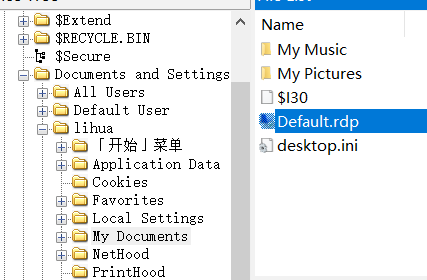 $Extend
$RECYCLE.BIN
$Secure
Documents and Settings
All Users
Default User
lihua
「开始」菜单
Application Data
Cookies
Favorites
Local Settings
My Documents
NetHood
PrintHood
Name
My Music
My Pictures
$I30
Default.rdp
desktop.ini